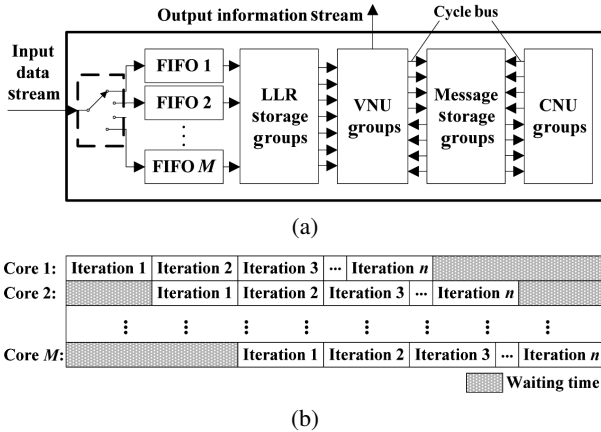 Output information stream
Cycle bus
Input data stream
FIFO 1
FIFO 2
FIFO M
LLR storage groups
VNU groups
Message storage groups
CNU groups
(a)
Core 1: Iteration 1 Iteration 2 Iteration 3 ... Iteration n
Core 2: Iteration 1 Iteration 2 Iteration 3 ... Iteration n
Core M: Iteration 1 Iteration 2 Iteration 3 ... Iteration n
Waiting time
(b)